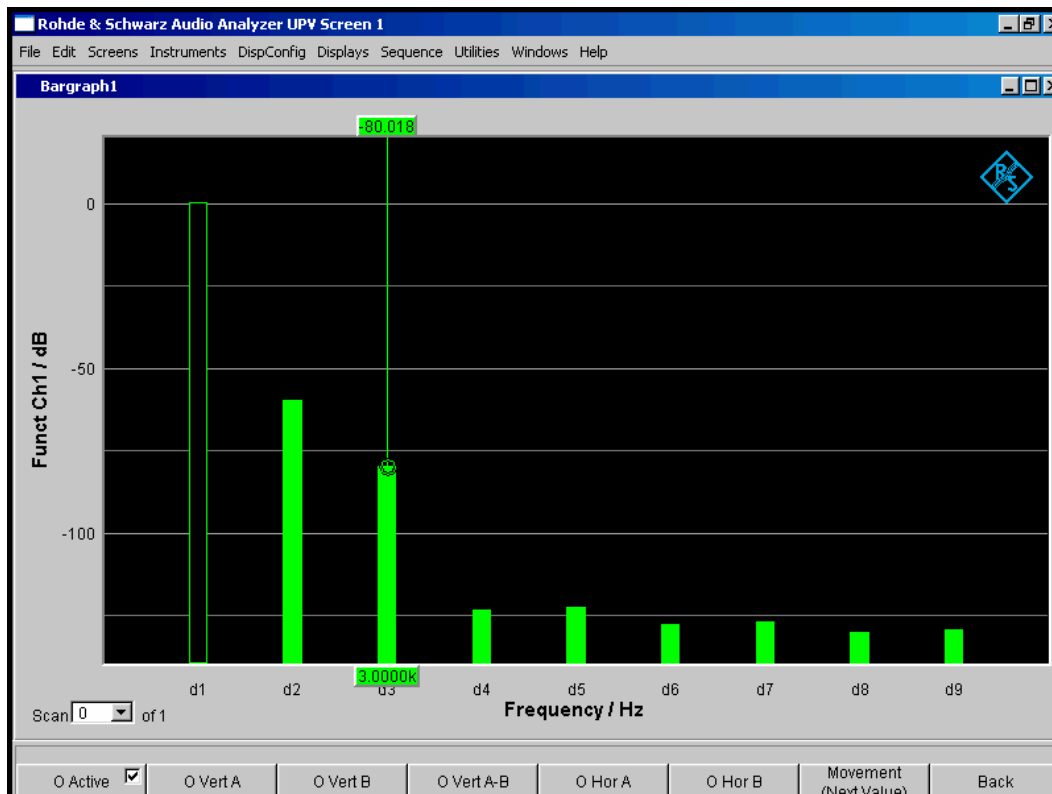 Rohde & Schwarz Audio Analyzer UPV Screen 1
File Edit Screens Instruments DispConfig Displays Sequence Utilities Windows Help
Bargraph1
-80.018
R
S
0
-50
-100
Funct Ch1 / dB
3.0000k
d1 d2 d3 d4 d5 d6 d7 d8 d9
Frequency / Hz
Scan 0 of 1
O Active O Vert A O Vert B O Vert A-B O Hor A O Hor B Movement Back
(Next Value)